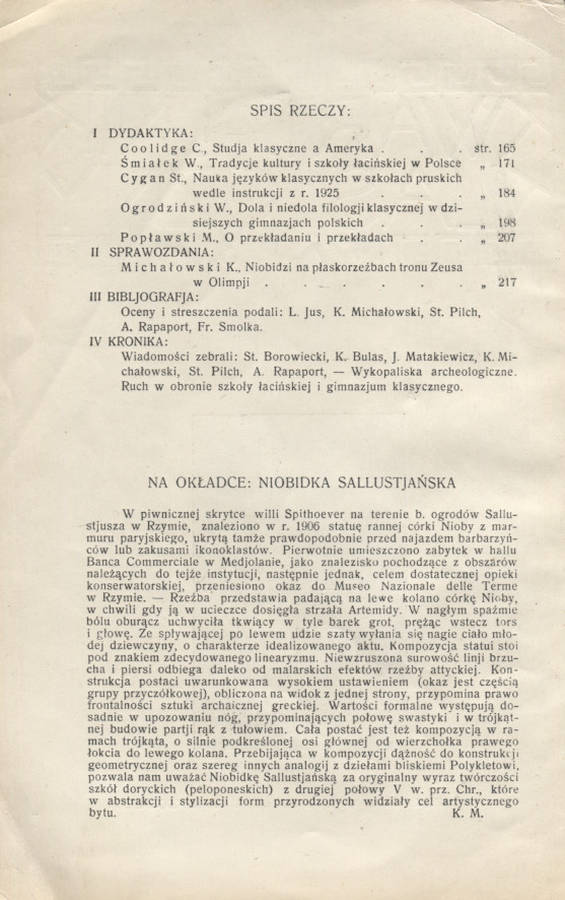 SPIS RZECZY:
I DYDAKTYKA:
Coolidge C., Studja klasyczne a Ameryka . . . str. 165
Śmiałek W., Tradycje kultury i szkoły łacińskiej w Polsce „ 171
Cygan St., Nauka języków klasycznych w szkołach pruskich
wedle instrukcji z r. 1925 . . . „ 184
Ogrodziński W., Dola i niedola filologji klasycznej w dzi-
siejszych gimnazjach polskich . . . „ 198
Popławski M., O przekładaniu i przekładach . . „ 207
II SPRAWOZDANIA:
Michałowski K., Niobidzi na płaskorzeźbach tronu Zeusa
w Olimpji . . . . . . „ 217
III BIBLJOGRAFJA:
Oceny i streszczenia podali: L. Jus, K. Michałowski, St. Pilch,
A. Rapaport, Fr. Smolka.
IV KRONIKA:
Wiadomości zebrali: St. Borowiecki, K. Bulas, J. Matakiewicz, K. Mi-
chałowski, St. Pilch, A. Rapaport, — Wykopaliska archeologiczne.
Ruch w obronie szkoły łacińskiej i gimnazjum klasycznego.
NA OKŁADCE: NIOBIDKA SALLUSTJAŃSKA
W piwnicznej skrytce willi Spithoever na terenie b. ogrodów Sallu-
stjusza w Rzymie, znaleziono w r. 1906 statuę rannej córki Nioby z mar-
muru paryjskiego, ukrytą tamże prawdopodobnie przed najazdem barbarzyń-
ców lub zakusami ikonoklastów. Pierwotnie umieszczono zabytek w hallu
Banca Commerciale w Medjolanie, jako znalezisko pochodzące z obszarów
należących do tejże instytucji, następnie jednak, celem dostatecznej opieki
konserwatorskiej, przeniesiono okaz do Museo Nazionale delle Terme
w Rzymie. — Rzeźba przedstawia padającą na lewe kolano córkę Nioby,
w chwili gdy ją w ucieczce dosięgła strzała Artemidy. W nagłym spaźmie
bólu oburącz uchwyciła tkwiący w tyle barek grot, prężąc wstecz tors
i głowę. Ze spływającej po lewem udzie szaty wyłania się nagie ciało mło-
dej dziewczyny, o charakterze idealizowanego aktu. Kompozycja statui stoi
pod znakiem zdecydowanego linearyzmu. Niewzruszona surowość linji brzu-
cha i piersi odbiega daleko od malarskich efektów rzeźby attyckiej. Kon-
strukcja postaci uwarunkowana wysokiem ustawieniem (okaz jest częścią
grupy przyczółkowej), obliczona na widok z jednej strony, przypomina prawo
frontalności sztuki archaicznej greckiej. Wartości formalne występują do-
sadnie w upozowaniu nóg, przypominających połowę swastyki i w trójkąt-
nej budowie partji rąk z tułowiem. Cała postać jest też kompozycją w ra-
mach trójkąta, o silnie podkreślonej osi głównej od wierzchołka prawego
łokcia do lewego kolana. Przebijająca w kompozycji dążność do konstrukcji
geometrycznej oraz szereg innych analogij z dziełami bliskiemi Polykletowi,
pozwala nam uważać Niobidkę Sallustjańską za oryginalny wyraz twórczości
szkół doryckich (peloponeskich) z drugiej połowy V w. prz. Chr., które
w abstrakcji i stylizacji form przyrodzonych widziały cel artystycznego
bytu. K. M.